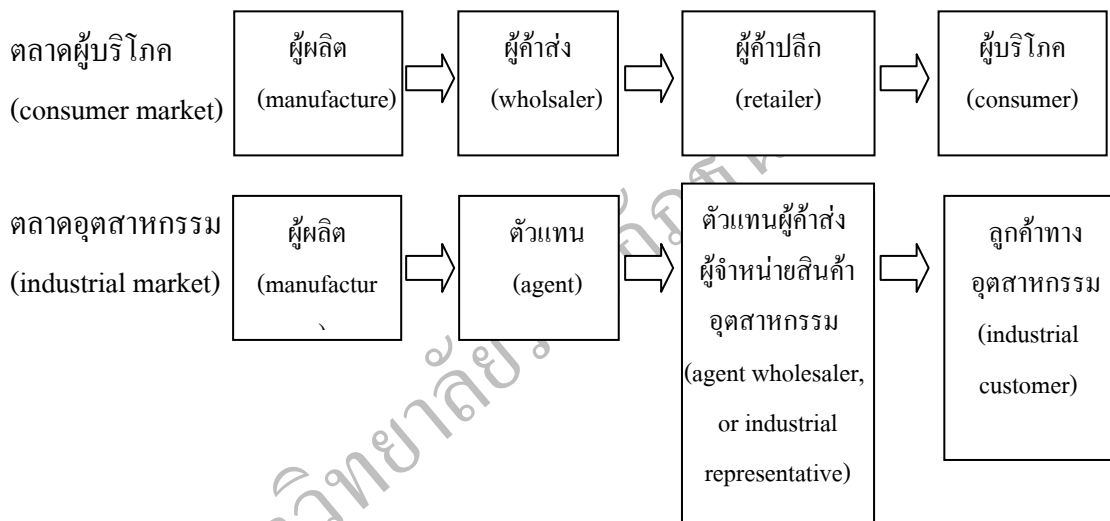 ตลาดผู้บริโภค
(consumer market)
ผู้ผลิต
(manufacture)
ผู้ค้าส่ง
(wholsaler)
ผู้ค้าปลีก
(retailer)
ผู้บริโภค
(consumer)
ตลาดอุตสาหกรรม
(industrial market)
ผู้ผลิต
(manufactur
ตัวแทน
(agent)
ตัวแทนผู้ค้าส่ง
ผู้จำหน่ายสินค้า
อุตสาหกรรม
(agent wholesaler,
or industrial
representative)
ลูกค้าทาง
อุตสาหกรรม
(industrial
customer)